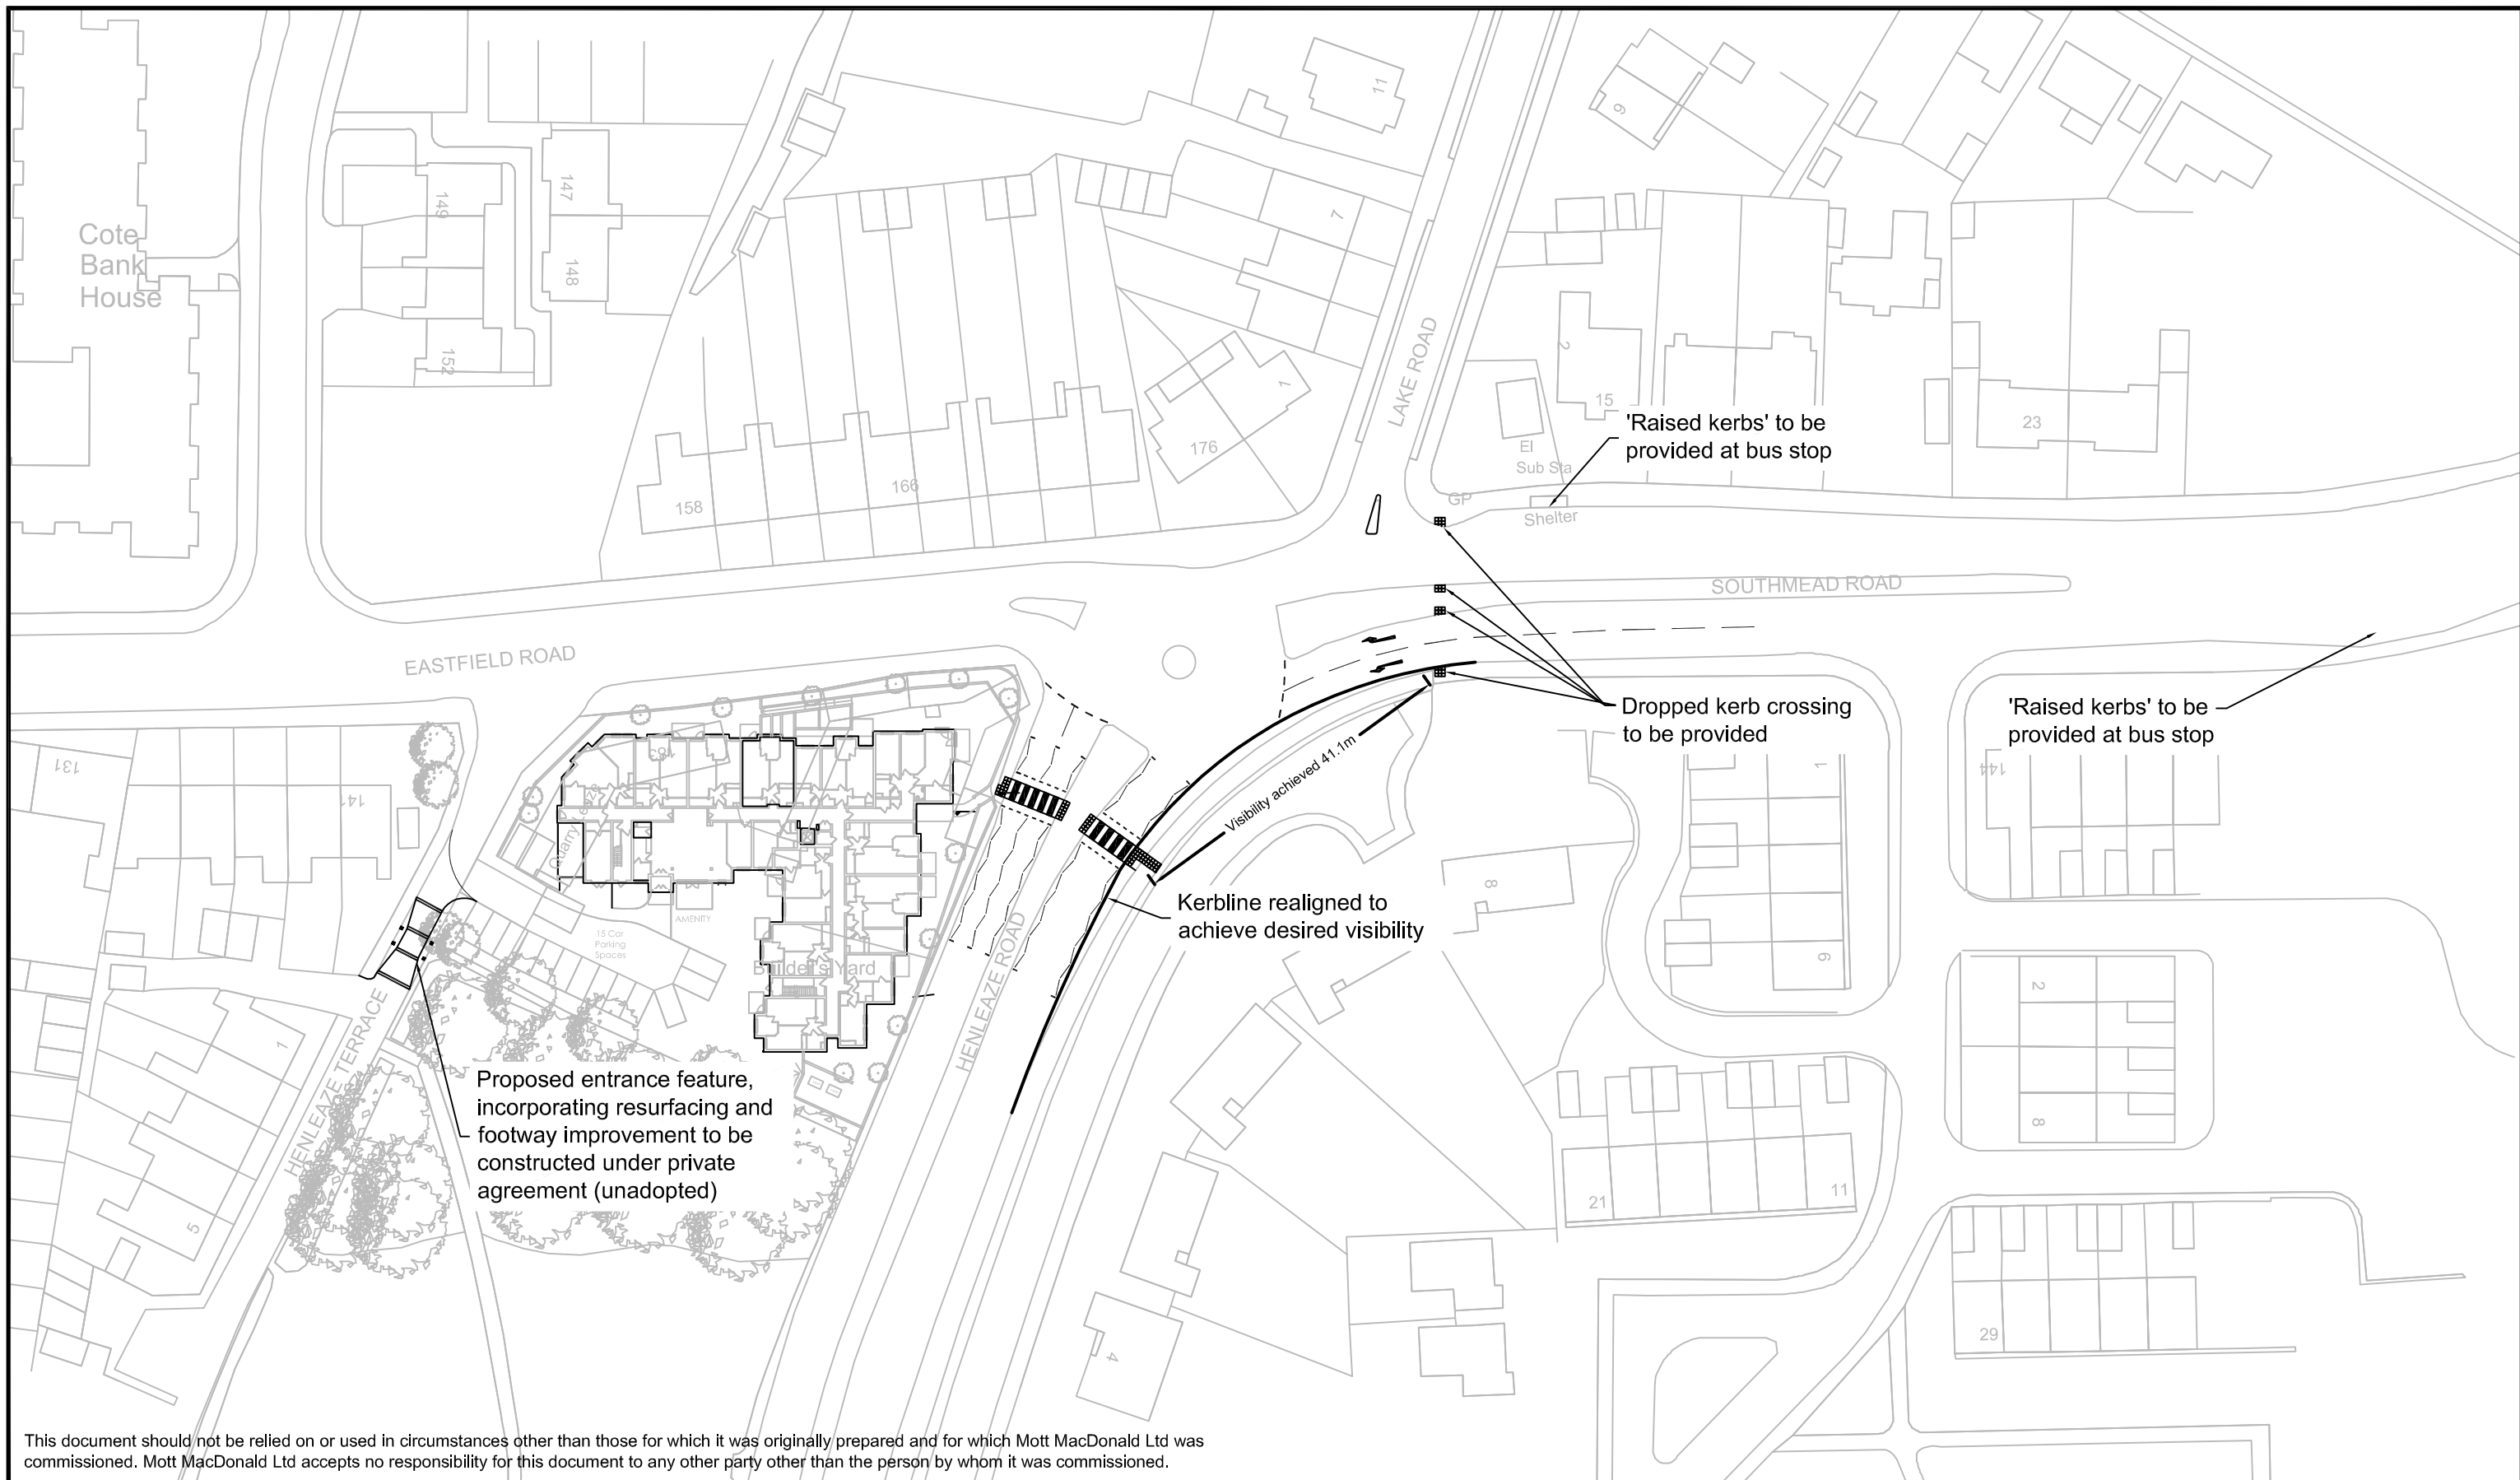 11
9
147
149
7
Cote
Bank
House
148
LAKE ROAD
2
152
1
15
'Raised kerbs' to be
provided at bus stop
23
176
El
Sub Sta
166
158
GP
Shelter
SOUTHMEAD ROAD
EASTFIELD ROAD
Dropped kerb crossing
to be provided
'Raised kerbs' to be
provided at bus stop
131
141
163
1
144
Visibility achieved 41.1m
8
Kerbline realigned to
achieve desired visibility
AMENITY
15 Car
Parking
Spaces
Builder's Yard
6
2
HENLEAZE ROAD
HENLEAZE TERRACE
1
Proposed entrance feature,
incorporating resurfacing and
footway improvement to be
constructed under private
agreement (unadopted)
8
21
11
5
29
4
This document should not be relied on or used in circumstances other than those for which it was originally prepared and for which Mott MacDonald Ltd was
commissioned. Mott MacDonald Ltd accepts no responsibility for this document to any other party other than the person by whom it was commissioned.